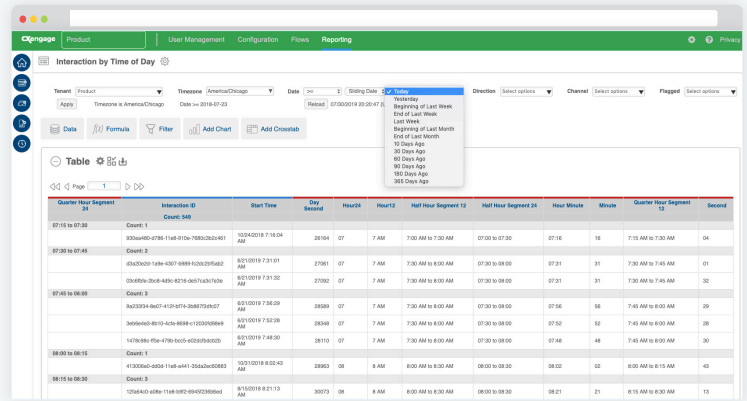 CXengage Product User Management Configuration Flows Reporting Privacy
Interaction by Time of Day
Tenant Product Timezone America/Chicago Date >= Sliding Date Today Direction Select options Channel Select options Flagged Select options
Yesterday
Beginning of Last Week
End of Last Week
Last Week
Beginning of Last Month
End of Last Month
10 Days Ago
30 Days Ago
60 Days Ago
90 Days Ago
180 Days Ago
365 Days Ago
Apply Timezone is America/Chicago Date >= 2018-07-23 Reload 07/30/2019 20:20:47
Data Formula Filter Add Chart Add Crosstab
Table
Page 1
Quarter Hour Segment 24 Interaction ID Start Time Day Second Hour24 Hour12 Half Hour Segment 12 Half Hour Segment 24 Hour Minute Minute Quarter Hour Segment 12 Second
Count: 549
07:15 to 07:30 Count: 1
10/24/2018 7:16:04 AM 26164 07 7 AM 7:00 AM to 7:30 AM 07:00 to 07:30 07:16 16 7:15 AM to 7:30 AM 04
07:30 to 07:45 Count: 2
6/21/2019 7:31:01 AM 27061 07 7 AM 7:30 AM to 8:00 AM 07:30 to 08:00 07:31 31 7:30 AM to 7:45 AM 01
6/21/2019 7:31:32 AM 27092 07 7 AM 7:30 AM to 8:00 AM 07:30 to 08:00 07:31 31 7:30 AM to 7:45 AM 32
07:45 to 08:00 Count: 3
6/21/2019 7:56:29 AM 28589 07 7 AM 7:30 AM to 8:00 AM 07:30 to 08:00 07:56 56 7:45 AM to 8:00 AM 29
6/21/2019 7:52:28 AM 28348 07 7 AM 7:30 AM to 8:00 AM 07:30 to 08:00 07:52 52 7:45 AM to 8:00 AM 28
6/21/2019 7:48:30 AM 28110 07 7 AM 7:30 AM to 8:00 AM 07:30 to 08:00 07:48 48 7:45 AM to 8:00 AM 30
08:00 to 08:15 Count: 1
10/31/2018 8:02:43 AM 28963 08 8 AM 8:00 AM to 8:30 AM 08:00 to 08:30 08:02 02 8:00 AM to 8:15 AM 43
08:15 to 08:30 Count: 3
8/15/2018 8:21:13 AM 30073 08 8 AM 8:00 AM to 8:30 AM 08:00 to 08:30 08:21 21 8:15 AM to 8:30 AM 13